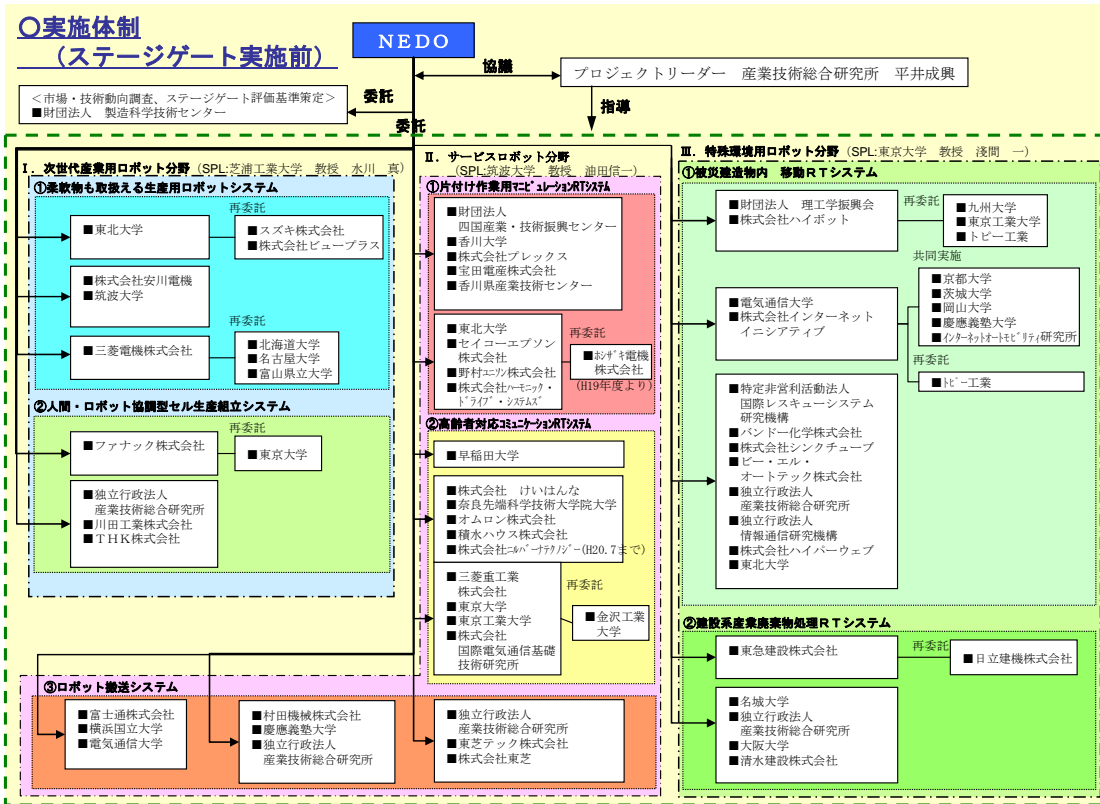 〇実施体制
（ステージゲート実施前）
NEDO
協議
プロジェクトリーダー　産業技術総合研究所　平井成興
＜市場・技術動向調査、ステージゲート評価基準策定＞
■財団法人　製造科学技術センター
委託
指導
委託
Ⅰ．次世代産業用ロボット分野（SPL:芝浦工業大学　教授　水川　真）
①柔軟物も取扱える生産用ロボットシステム
■東北大学
再委託
■スズキ株式会社
■株式会社ビュープラス
■株式会社安川電機
■筑波大学
■三菱電機株式会社
再委託
■北海道大学
■名古屋大学
■富山県立大学
②人間・ロボット協調型セル生産組立システム
■ファナック株式会社
再委託
■東京大学
■独立行政法人
産業技術総合研究所
■川田工業株式会社
■ＴＨＫ株式会社
Ⅱ．サービスロボット分野
（SPL:筑波大学　教授　油田信一）
①片付け作業用ﾏﾆﾋﾟｭﾚｰｼｮﾝRTｼｽﾃﾑ
■財団法人
四国産業・技術振興センター
■香川大学
■株式会社プレックス
■宝田電産株式会社
■香川県産業技術センター
■東北大学
■セイコーエプソン
株式会社
■野村ユニソン株式会社
■株式会社ﾊｰﾓﾆｯｸ・
ﾄﾞﾗｲﾌﾞ・ｼｽﾃﾑｽﾞ
再委託
■ﾎｼｻﾞｷ電機
株式会社
(H19年度より)
②高齢者対応ｺﾐｭﾆｹｰｼｮﾝRTｼｽﾃﾑ
■早稲田大学
■株式会社　けいはんな
■奈良先端科学技術大学院大学
■オムロン株式会社
■積水ハウス株式会社
■株式会社ﾆﾙﾊﾞｰﾅﾃｸﾉｼﾞｰ(H20.7まで)
■三菱重工業
株式会社
■東京大学
■東京工業大学
■株式会社
国際電気通信基礎
技術研究所
再委託
■金沢工業
大学
③ロボット搬送システム
■富士通株式会社
■横浜国立大学
■電気通信大学
■村田機械株式会社
■慶應義塾大学
■独立行政法人
産業技術総合研究所
■独立行政法人
産業技術総合研究所
■東芝テック株式会社
■株式会社東芝
Ⅲ．特殊環境用ロボット分野（SPL:東京大学　教授　淺間　一）
①被災建造物内　移動ＲＴシステム
■財団法人　理工学振興会
■株式会社ハイボット
再委託
■九州大学
■東京工業大学
■トピー工業
■電気通信大学
■株式会社インターネット
イニシアティブ
共同実施
■京都大学
■茨城大学
■岡山大学
■慶應義塾大学
■ｲﾝﾀｰﾈｯﾄｵｰﾄﾓﾋﾞﾘﾃｨ研究所
再委託
■ﾄﾋﾟｰ工業
■特定非営利活動法人
国際レスキューシステム
研究機構
■バンドー化学株式会社
■株式会社シンクチューブ
■ビー・エル・
オートテック株式会社
■独立行政法人
産業技術総合研究所
■独立行政法人
情報通信研究機構
■株式会社ハイパーウェブ
■東北大学
②建設系産業廃棄物処理ＲＴシステム
■東急建設株式会社
再委託
■日立建機株式会社
■名城大学
■独立行政法人
産業技術総合研究所
■大阪大学
■清水建設株式会社